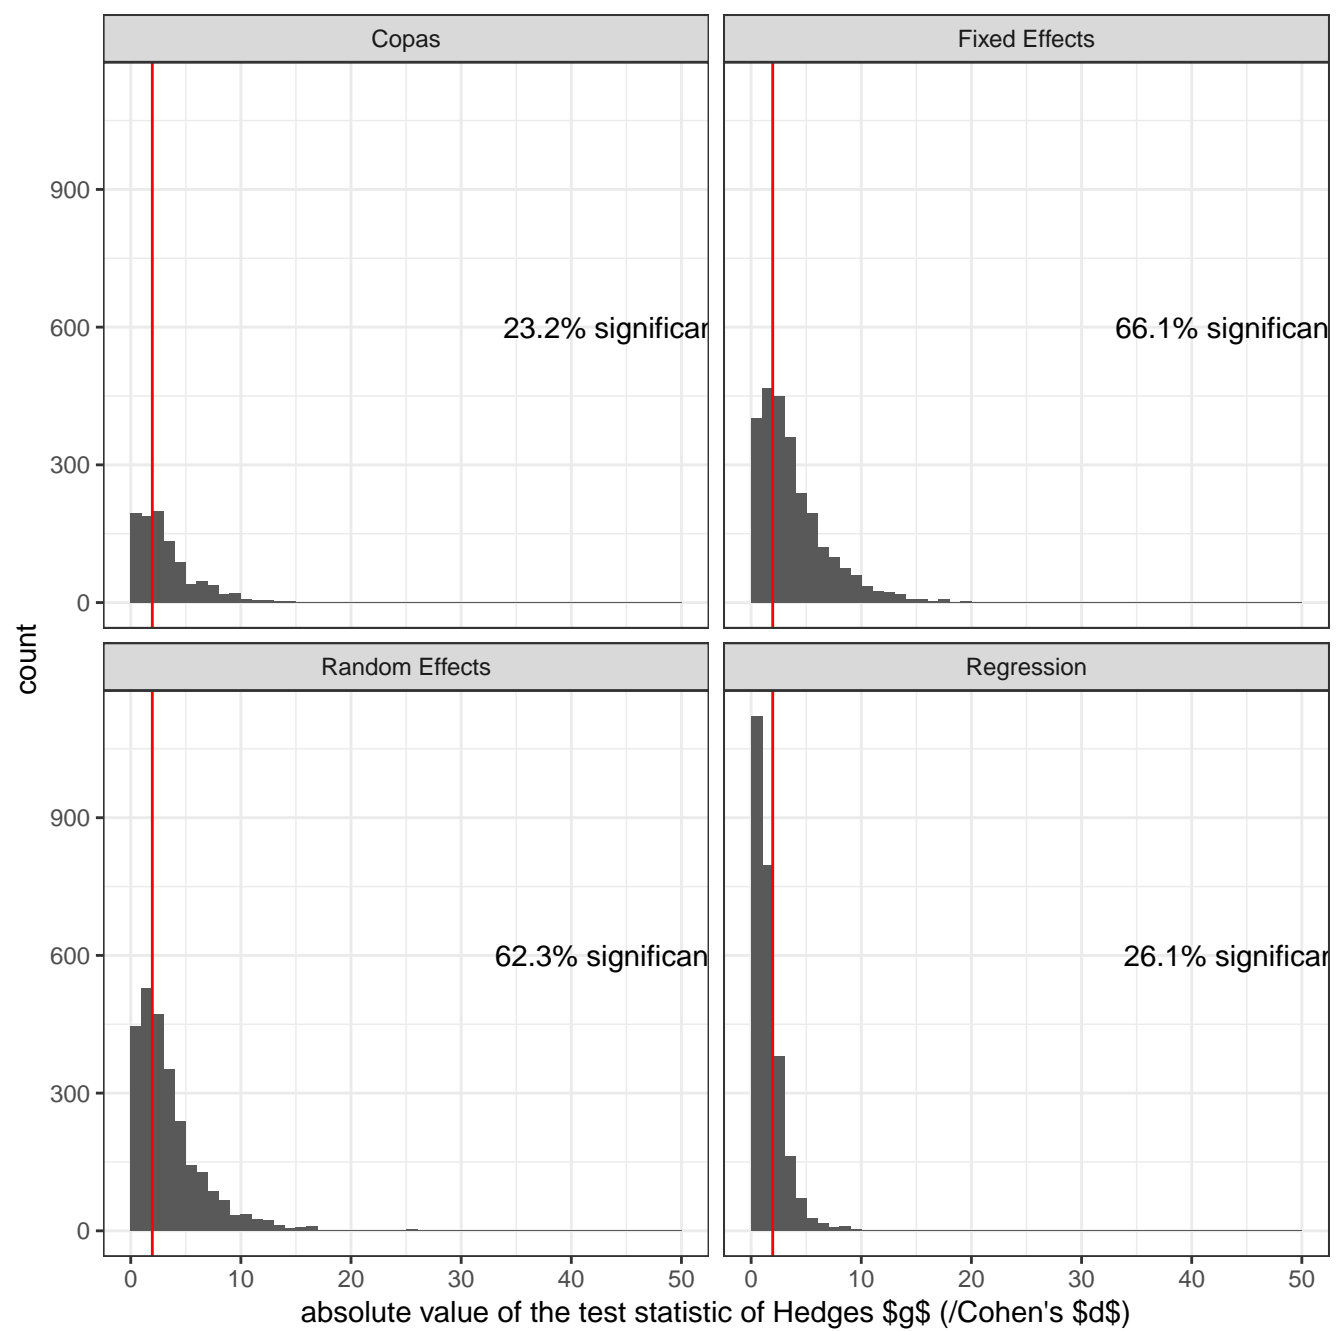 Copas
Fixed Effects
900
600
300
0
23.2% significan
66.1% significan
count
Random Effects
Regression
900
600
300
0
62.3% significan
26.1% significan
0 10 20 30 40 50
0 10 20 30 40 50
absolute value of the test statistic of Hedges $g$ (/Cohen's $d$)